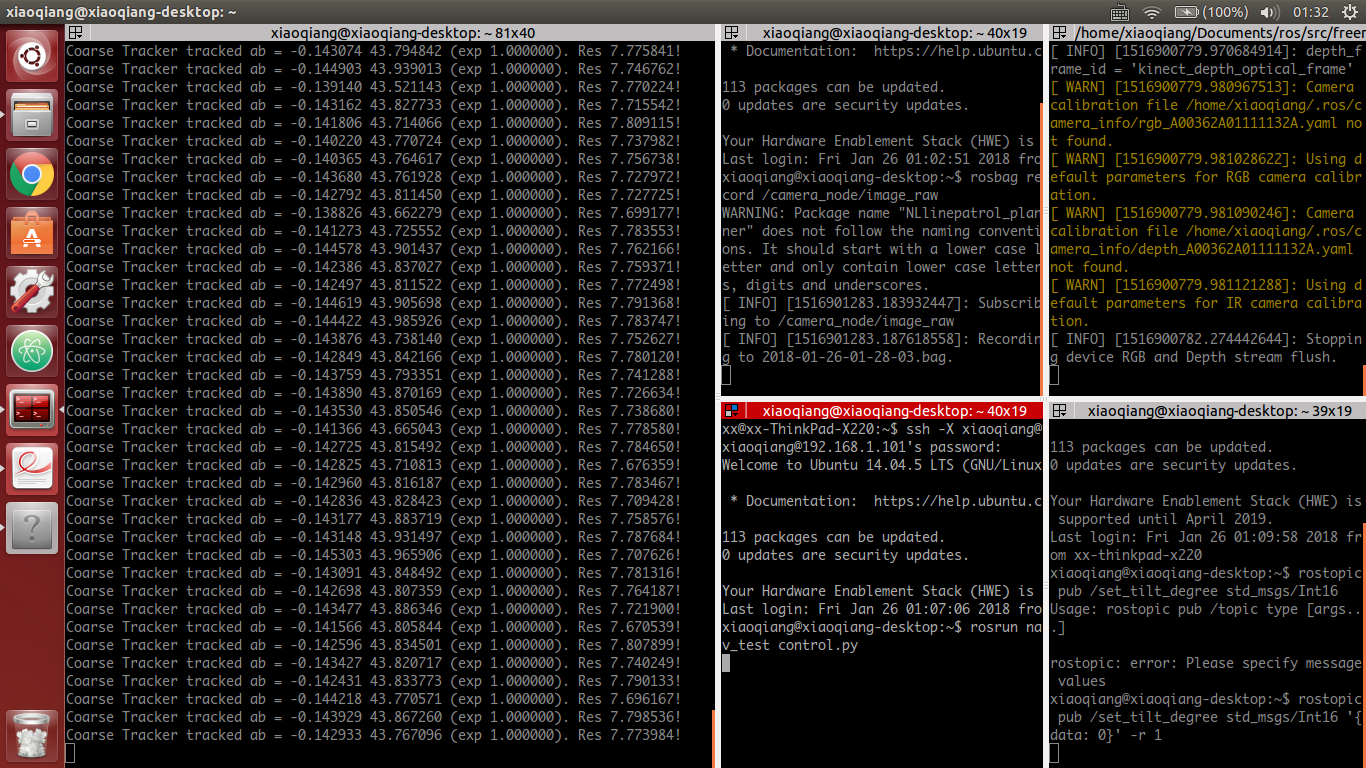 xiaoqiang@xiaoqiang-desktop: ~
(100%)
01:32
xiaoqiang@xiaoqiang-desktop: ~ 81x40
Coarse Tracker tracked ab = -0.143074 43.794842 (exp 1.000000). Res 7.775841!
Coarse Tracker tracked ab = -0.144903 43.939013 (exp 1.000000). Res 7.746762!
Coarse Tracker tracked ab = -0.139140 43.521143 (exp 1.000000). Res 7.770224!
Coarse Tracker tracked ab = -0.143162 43.827733 (exp 1.000000). Res 7.715542!
Coarse Tracker tracked ab = -0.141806 43.714066 (exp 1.000000). Res 7.809115!
Coarse Tracker tracked ab = -0.140220 43.770724 (exp 1.000000). Res 7.737982!
Coarse Tracker tracked ab = -0.140365 43.764617 (exp 1.000000). Res 7.756738!
Coarse Tracker tracked ab = -0.143680 43.761928 (exp 1.000000). Res 7.727972!
Coarse Tracker tracked ab = -0.142792 43.811450 (exp 1.000000). Res 7.727725!
Coarse Tracker tracked ab = -0.138826 43.662279 (exp 1.000000). Res 7.699177!
Coarse Tracker tracked ab = -0.141273 43.725552 (exp 1.000000). Res 7.783553!
Coarse Tracker tracked ab = -0.144578 43.901437 (exp 1.000000). Res 7.762166!
Coarse Tracker tracked ab = -0.142386 43.837027 (exp 1.000000). Res 7.759371!
Coarse Tracker tracked ab = -0.142497 43.811522 (exp 1.000000). Res 7.772498!
Coarse Tracker tracked ab = -0.144619 43.905698 (exp 1.000000). Res 7.791368!
Coarse Tracker tracked ab = -0.144422 43.985926 (exp 1.000000). Res 7.783747!
Coarse Tracker tracked ab = -0.143876 43.738140 (exp 1.000000). Res 7.752627!
Coarse Tracker tracked ab = -0.142849 43.842166 (exp 1.000000). Res 7.780120!
Coarse Tracker tracked ab = -0.143759 43.793351 (exp 1.000000). Res 7.741288!
Coarse Tracker tracked ab = -0.143890 43.870169 (exp 1.000000). Res 7.726634!
Coarse Tracker tracked ab = -0.143530 43.850546 (exp 1.000000). Res 7.738680!
Coarse Tracker tracked ab = -0.141366 43.665043 (exp 1.000000). Res 7.778580!
Coarse Tracker tracked ab = -0.142725 43.815492 (exp 1.000000). Res 7.784650!
Coarse Tracker tracked ab = -0.142825 43.710813 (exp 1.000000). Res 7.676359!
Coarse Tracker tracked ab = -0.142960 43.816187 (exp 1.000000). Res 7.783467!
Coarse Tracker tracked ab = -0.142836 43.828423 (exp 1.000000). Res 7.709428!
Coarse Tracker tracked ab = -0.143177 43.883719 (exp 1.000000). Res 7.758576!
Coarse Tracker tracked ab = -0.143148 43.931497 (exp 1.000000). Res 7.787684!
Coarse Tracker tracked ab = -0.145303 43.965906 (exp 1.000000). Res 7.707626!
Coarse Tracker tracked ab = -0.143091 43.848492 (exp 1.000000). Res 7.781316!
Coarse Tracker tracked ab = -0.142698 43.807359 (exp 1.000000). Res 7.764187!
Coarse Tracker tracked ab = -0.143477 43.886346 (exp 1.000000). Res 7.721900!
Coarse Tracker tracked ab = -0.141566 43.805844 (exp 1.000000). Res 7.670539!
Coarse Tracker tracked ab = -0.142596 43.834501 (exp 1.000000). Res 7.807899!
Coarse Tracker tracked ab = -0.143427 43.820717 (exp 1.000000). Res 7.740249!
Coarse Tracker tracked ab = -0.142431 43.833773 (exp 1.000000). Res 7.790133!
Coarse Tracker tracked ab = -0.144218 43.770571 (exp 1.000000). Res 7.696167!
Coarse Tracker tracked ab = -0.143929 43.867260 (exp 1.000000). Res 7.798536!
Coarse Tracker tracked ab = -0.142933 43.767096 (exp 1.000000). Res 7.773984!
xiaoqiang@xiaoqiang-desktop: ~ 40x19
 * Documentation:  https://help.ubuntu.c
113 packages can be updated.
0 updates are security updates.
Your Hardware Enablement Stack (HWE) is
Last login: Fri Jan 26 01:02:51 2018 fro
xiaoqiang@xiaoqiang-desktop:~$ rosbag re
cord /camera_node/image_raw
WARNING: Package name "NLlinepatrol_plan
ner" does not follow the naming conventi
ons. It should start with a lower case l
etter and only contain lower case letter
s, digits and underscores.
[ INFO] [1516901283.183932447]: Subscrib
ing to /camera_node/image_raw
[ INFO] [1516901283.187618558]: Recordin
g to 2018-01-26-01-28-03.bag.
/home/xiaoqiang/Documents/ros/src/freen
[ INFO] [1516900779.970684914]: depth_f
rame_id = 'kinect_depth_optical_frame'
[ WARN] [1516900779.980967513]: Camera
calibration file /home/xiaoqiang/.ros/c
amera_info/rgb_A00362A01111132A.yaml no
t found.
[ WARN] [1516900779.981028622]: Using d
efault parameters for RGB camera calibr
ation.
[ WARN] [1516900779.981090246]: Camera
calibration file /home/xiaoqiang/.ros/c
amera_info/depth_A00362A01111132A.yaml
not found.
[ WARN] [1516900779.981121288]: Using d
efault parameters for IR camera calibra
tion.
[ INFO] [1516900782.274442644]: Stoppin
g device RGB and Depth stream flush.
xiaoqiang@xiaoqiang-desktop: ~ 40x19
xx@xx-ThinkPad-X220:~$ ssh -X xiaoqiang@
xiaoqiang@192.168.1.101's password:
Welcome to Ubuntu 14.04.5 LTS (GNU/Linux
 * Documentation:  https://help.ubuntu.c
113 packages can be updated.
0 updates are security updates.
Your Hardware Enablement Stack (HWE) is
Last login: Fri Jan 26 01:07:06 2018 fro
xiaoqiang@xiaoqiang-desktop:~$ rosrun na
v_test control.py
xiaoqiang@xiaoqiang-desktop: ~ 39x19
113 packages can be updated.
0 updates are security updates.
Your Hardware Enablement Stack (HWE) is
 supported until April 2019.
Last login: Fri Jan 26 01:09:58 2018 fr
om xx-thinkpad-x220
xiaoqiang@xiaoqiang-desktop:~$ rostopic
 pub /set_tilt_degree std_msgs/Int16
Usage: rostopic pub /topic type [args..
.]
rostopic: error: Please specify message
 values
xiaoqiang@xiaoqiang-desktop:~$ rostopic
 pub /set_tilt_degree std_msgs/Int16 '{
data: 0}' -r 1